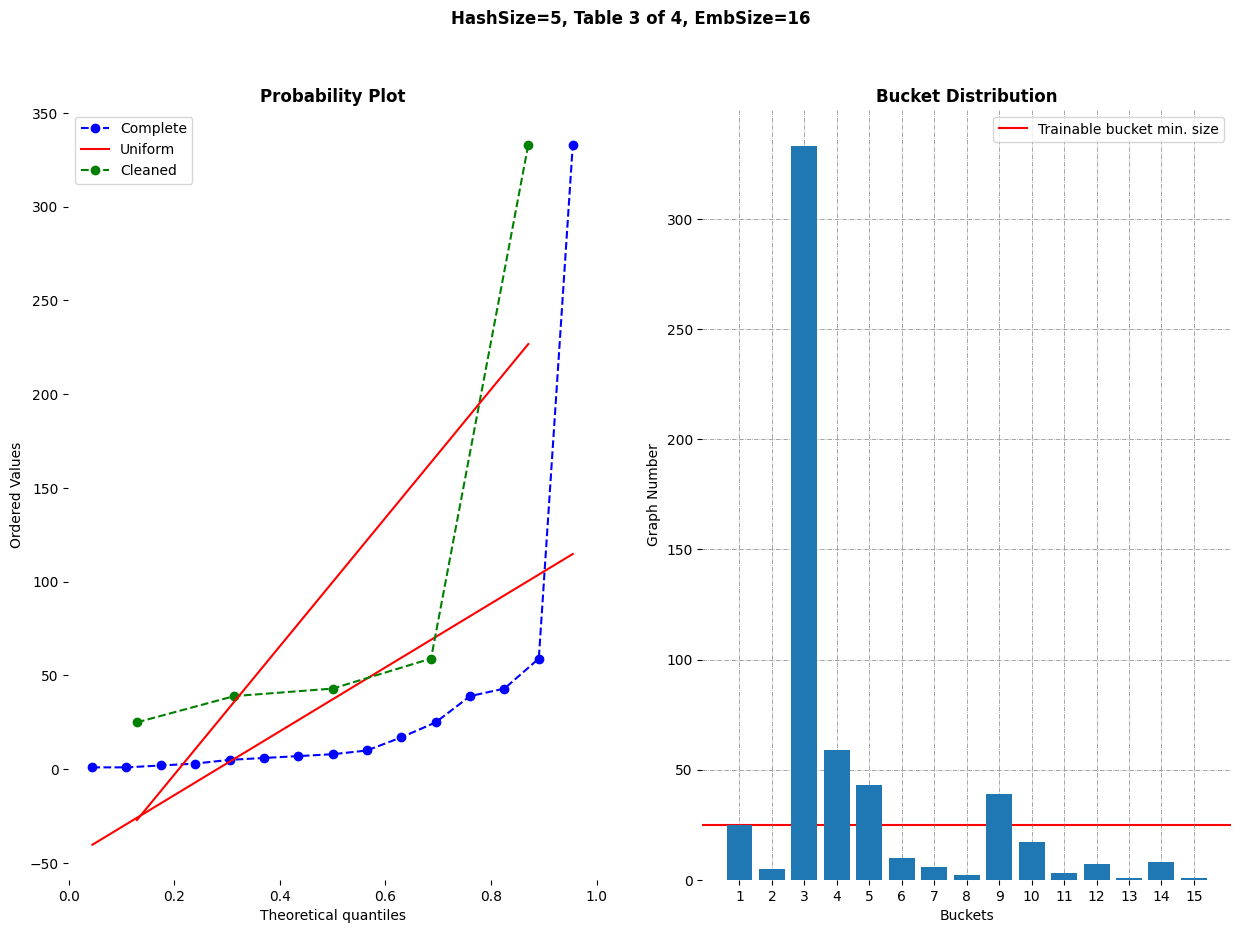 HashSize=5, Table 3 of 4, EmbSize=16
Probability Plot
Complete
Uniform
Cleaned
350
300
250
200
150
100
50
0
−50
Ordered Values
0.0 0.2 0.4 0.6 0.8 1.0
Theoretical quantiles
Bucket Distribution
Trainable bucket min. size
300
250
200
150
100
50
0
Graph Number
1 2 3 4 5 6 7 8 9 10 11 12 13 14 15
Buckets